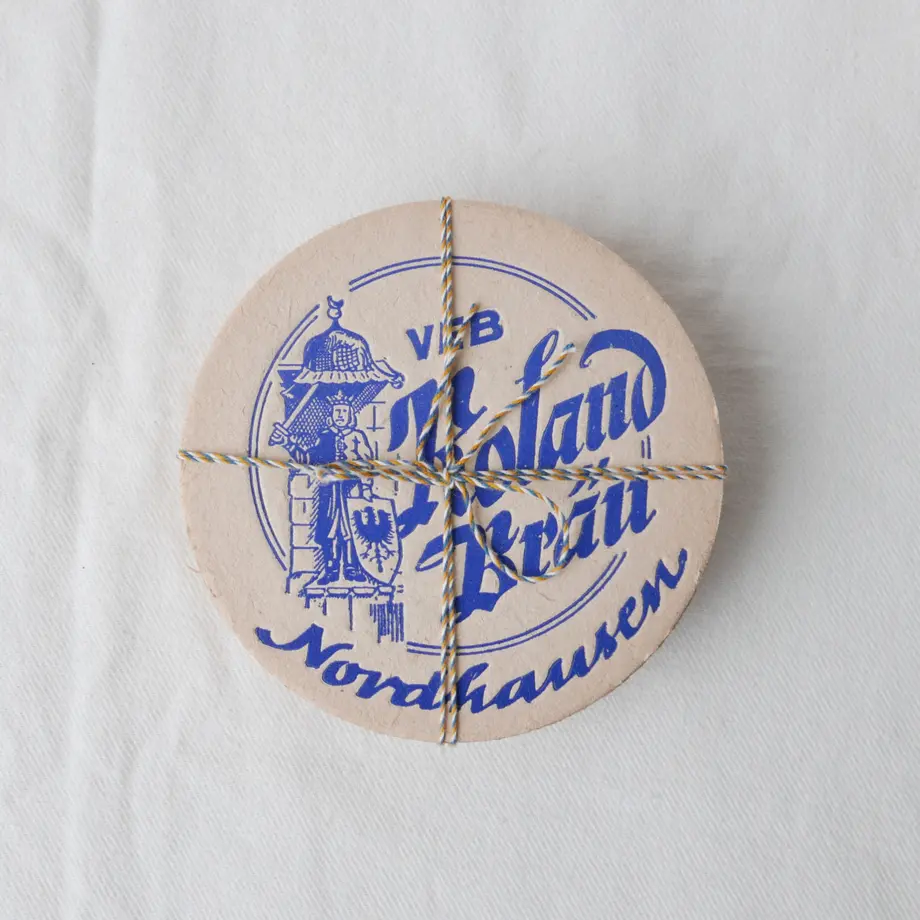 VEB
Roland
Bräu
Nordhausen